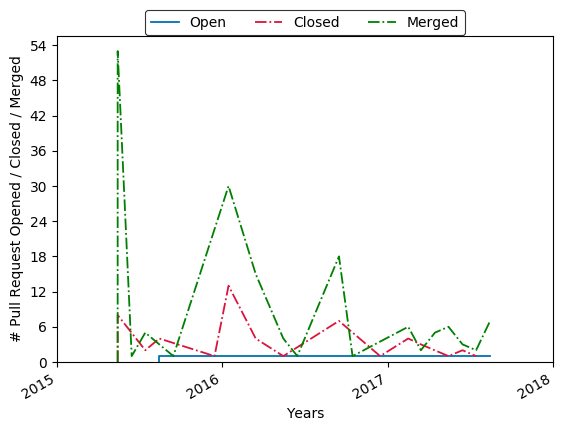 Open Closed Merged
# Pull Request Opened / Closed / Merged
54
48
42
36
30
24
18
12
6
0
2015 2016 2017 2018
Years